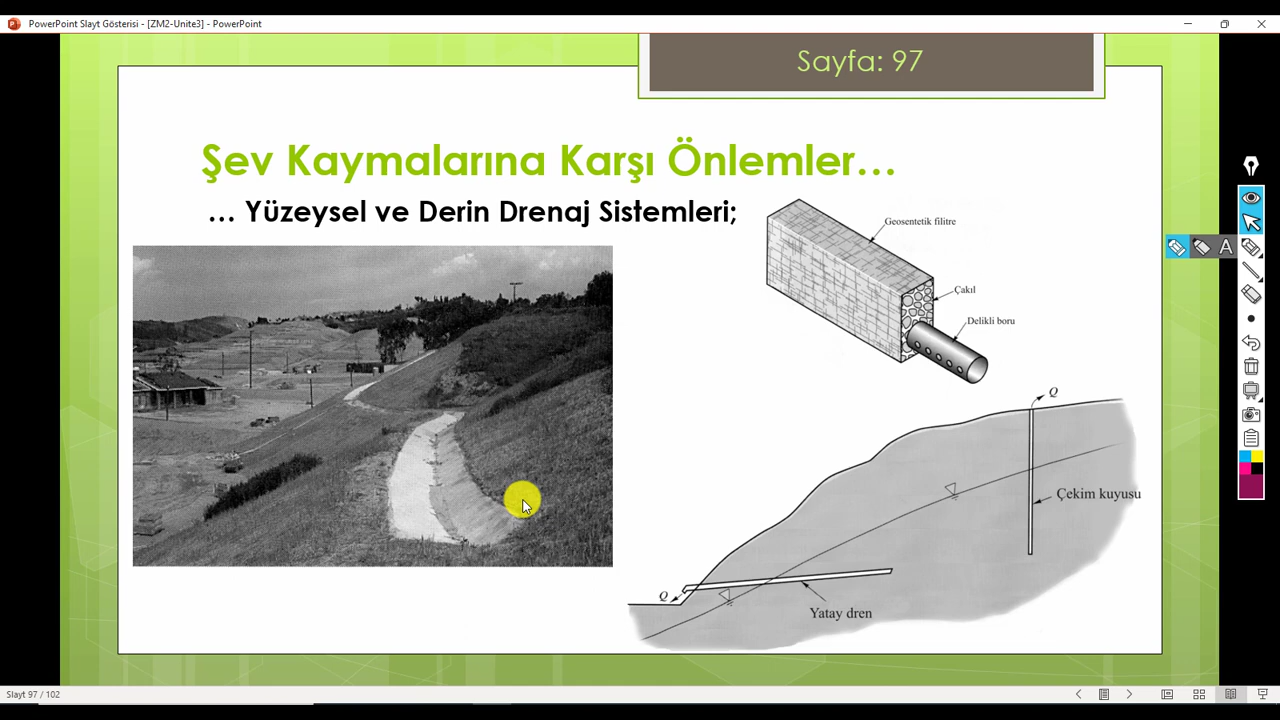 PowerPoint Slayt Gösterisi - [ZM2-Unite3] - PowerPoint
Sayfa: 97
Şev Kaymalarına Karşı Önlemler…
… Yüzeysel ve Derin Drenaj Sistemleri;
Geosentetik filitre
Çakıl
Delikli boru
Q
Çekim kuyusu
Q
Yatay dren
A
Slayt 97 / 102